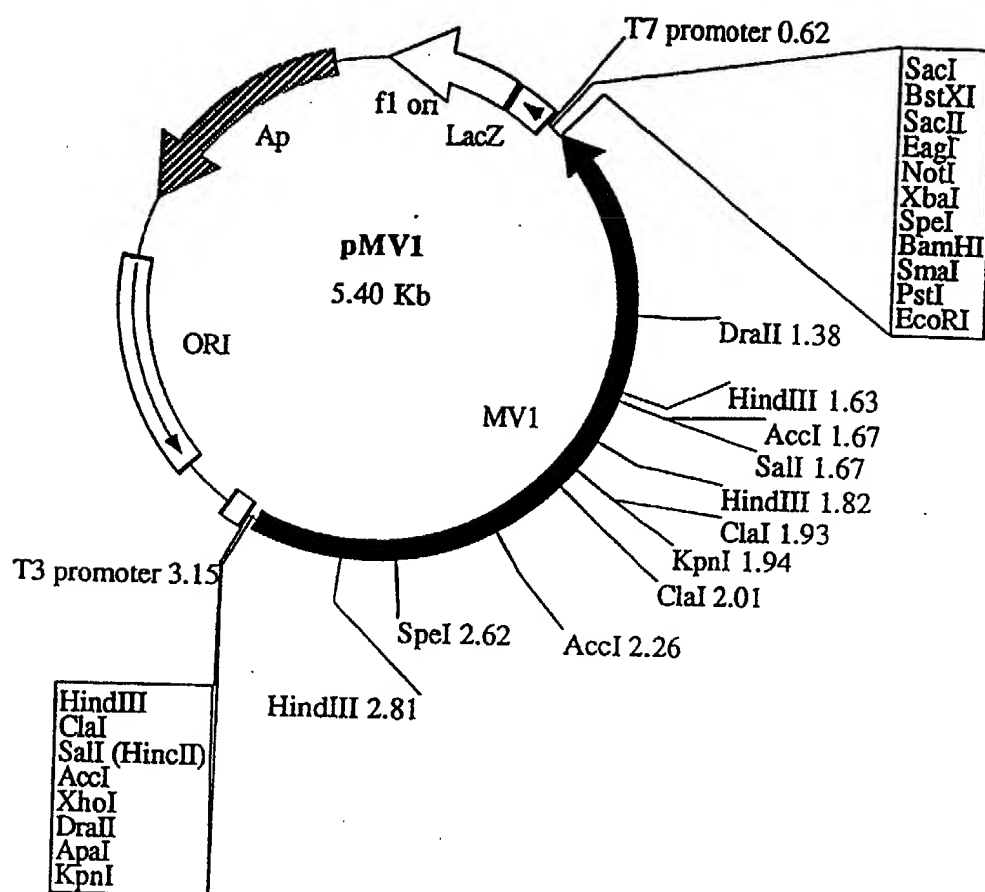 T7 promoter 0.62
SacI
BstXI
SacII
EagI
NotI
XbaI
SpeI
BamHI
SmaI
PstI
EcoRI
f1 ori
LacZ
Ap
pMV1
5.40 Kb
ORI
MV1
DraII 1.38
HindIII 1.63
AccI 1.67
SalI 1.67
HindIII 1.82
ClaI 1.93
KpnI 1.94
ClaI 2.01
AccI 2.26
SpeI 2.62
HindIII 2.81
T3 promoter 3.15
HindIII
ClaI
SalI (HincII)
AccI
XhoI
DraII
ApaI
KpnI